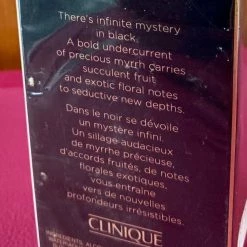 There's infinite mystery
in black.
A bold undercurrent
of precious myrrh carries
succulent fruit
and exotic floral notes
to seductive new depths.
Dans le noir se dévoile
un mystère infini.
Un sillage audacieux
de myrrhe précieuse,
d'accords fruités, de notes
florales exotiques,
vous entraîne
vers de nouvelles
profondeurs irrésistibles.
CLINIQUE